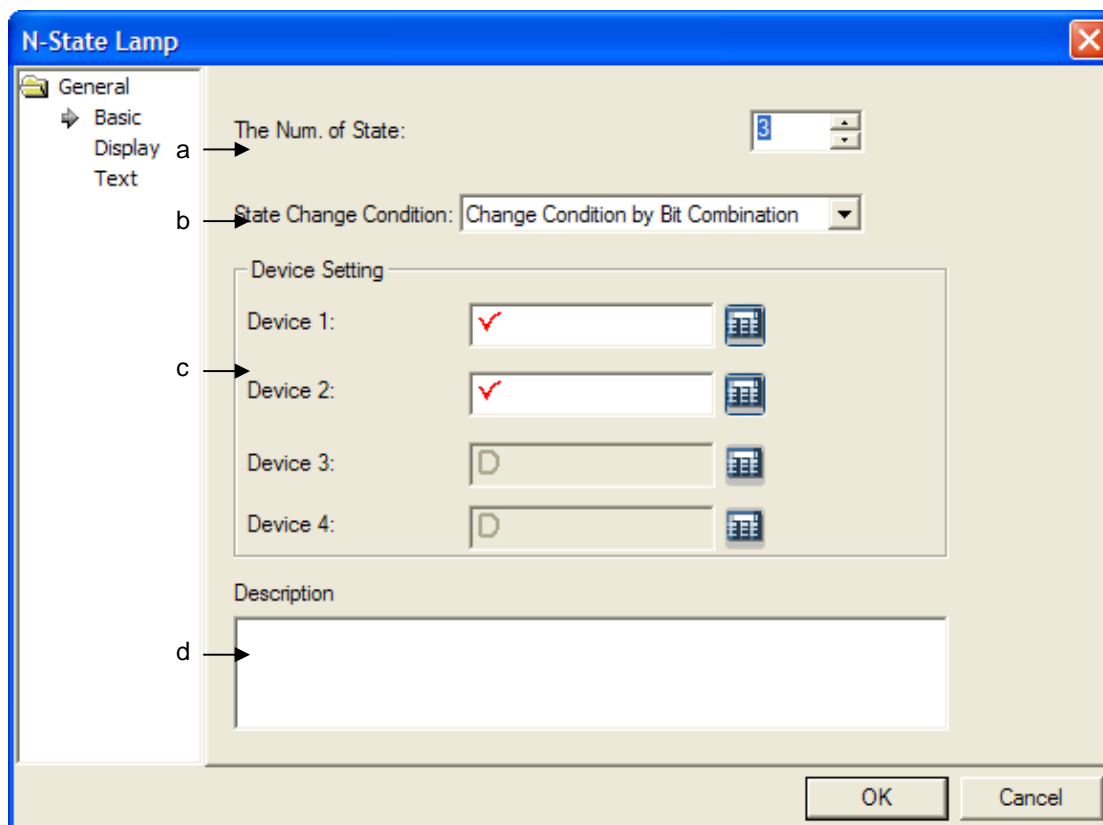 N-State Lamp
General
Basic
Display
Text
a
The Num. of State: 3
b
State Change Condition: Change Condition by Bit Combination
Device Setting
Device 1:
c
Device 2:
Device 3: D
Device 4: D
Description
d
OK Cancel